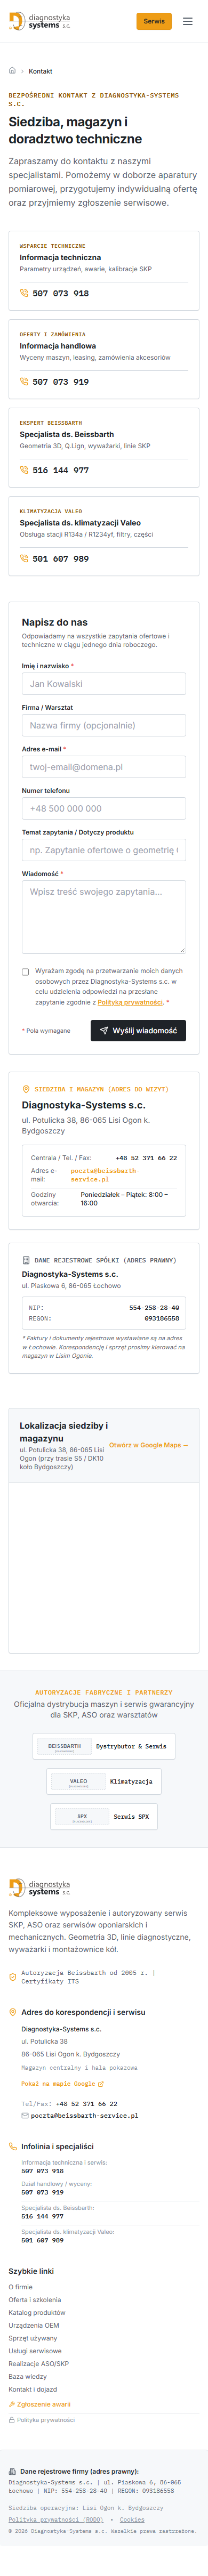 diagnostyka
systems s.c.
Serwis
> Kontakt
BEZPOŚREDNI KONTAKT Z DIAGNOSTYKA-SYSTEMS
S.C.
Siedziba, magazyn i
doradztwo techniczne
Zapraszamy do kontaktu z naszymi
specjalistami. Pomożemy w doborze aparatury
pomiarowej, przygotujemy indywidualną ofertę
oraz przyjmiemy zgłoszenie serwisowe.
WSPARCIE TECHNICZNE
Informacja techniczna
Parametry urządzeń, awarie, kalibracje SKP
507 073 918
OFERTY I ZAMÓWIENIA
Informacja handlowa
Wyceny maszyn, leasing, zamówienia akcesoriów
507 073 919
EKSPERT BEISSBARTH
Specjalista ds. Beissbarth
Geometria 3D, Q.Lign, wyważarki, linie SKP
516 144 977
KLIMATYZACJA VALEO
Specjalista ds. klimatyzacji Valeo
Obsługa stacji R134a / R1234yf, filtry, części
501 607 989
Napisz do nas
Odpowiadamy na wszystkie zapytania ofertowe i
techniczne w ciągu jednego dnia roboczego.
Imię i nazwisko *
Jan Kowalski
Firma / Warsztat
Nazwa firmy (opcjonalnie)
Adres e-mail *
twoj-email@domena.pl
Numer telefonu
+48 500 000 000
Temat zapytania / Dotyczy produktu
np. Zapytanie ofertowe o geometrię
Wiadomość *
Wpisz treść swojego zapytania...
Wyrażam zgodę na przetwarzanie moich danych
osobowych przez Diagnostyka-Systems s.c. w
celu udzielenia odpowiedzi na przesłane
zapytanie zgodnie z Polityką prywatności. *
* Pola wymagane
Wyślij wiadomość
SIEDZIBA I MAGAZYN (ADRES DO WIZYT)
Diagnostyka-Systems s.c.
ul. Potulicka 38, 86-065 Lisi Ogon k.
Bydgoszczy
Centrala / Tel. / Fax: +48 52 371 66 22
Adres e-mail: poczta@beissbarth-service.pl
Godziny otwarcia: Poniedziałek – Piątek: 8:00 – 16:00
DANE REJESTROWE SPÓŁKI (ADRES PRAWNY)
Diagnostyka-Systems s.c.
ul. Piaskowa 6, 86-065 Łochowo
NIP: 554-258-28-40
REGON: 093186558
* Faktury i dokumenty rejestrowe wystawiane są na adres
w Łochowie. Korespondencję i sprzęt prosimy kierować na
magazyn w Lisim Ogonie.
Lokalizacja siedziby i
magazynu
ul. Potulicka 38, 86-065 Lisi
Ogon (przy trasie S5 / DK10
koło Bydgoszczy)
Otwórz w Google Maps →
AUTORYZACJE FABRYCZNE I PARTNERZY
Oficjalna dystrybucja maszyn i serwis gwarancyjny
dla SKP, ASO oraz warsztatów
BEISSBARTH
Dystrybutor & Serwis
VALEO
Klimatyzacja
SPX
Serwis SPX
diagnostyka
systems s.c.
Kompleksowe wyposażenie i autoryzowany serwis
SKP, ASO oraz serwisów oponiarskich i
mechanicznych. Geometria 3D, linie diagnostyczne,
wyważarki i montażownice kół.
Autoryzacja Beissbarth od 2005 r. |
Certyfikaty ITS
Adres do korespondencji i serwisu
Diagnostyka-Systems s.c.
ul. Potulicka 38
86-065 Lisi Ogon k. Bydgoszczy
Magazyn centralny i hala pokazowa
Pokaż na mapie Google
Tel/Fax: +48 52 371 66 22
poczta@beissbarth-service.pl
Infolinia i specjaliści
Informacja techniczna i serwis:
507 073 918
Dział handlowy / wyceny:
507 073 919
Specjalista ds. Beissbarth:
516 144 977
Specjalista ds. klimatyzacji Valeo:
501 607 989
Szybkie linki
O firmie
Oferta i szkolenia
Katalog produktów
Urządzenia OEM
Sprzęt używany
Usługi serwisowe
Realizacje ASO/SKP
Baza wiedzy
Kontakt i dojazd
Zgłoszenie awarii
Polityka prywatności
Dane rejestrowe firmy (adres prawny):
Diagnostyka-Systems s.c. | ul. Piaskowa 6, 86-065
Łochowo | NIP: 554-258-28-40 | REGON: 093186558
Siedziba operacyjna: Lisi Ogon k. Bydgoszczy
Polityka prywatności (RODO) • Cookies
© 2026 Diagnostyka-Systems s.c. Wszelkie prawa zastrzeżone.